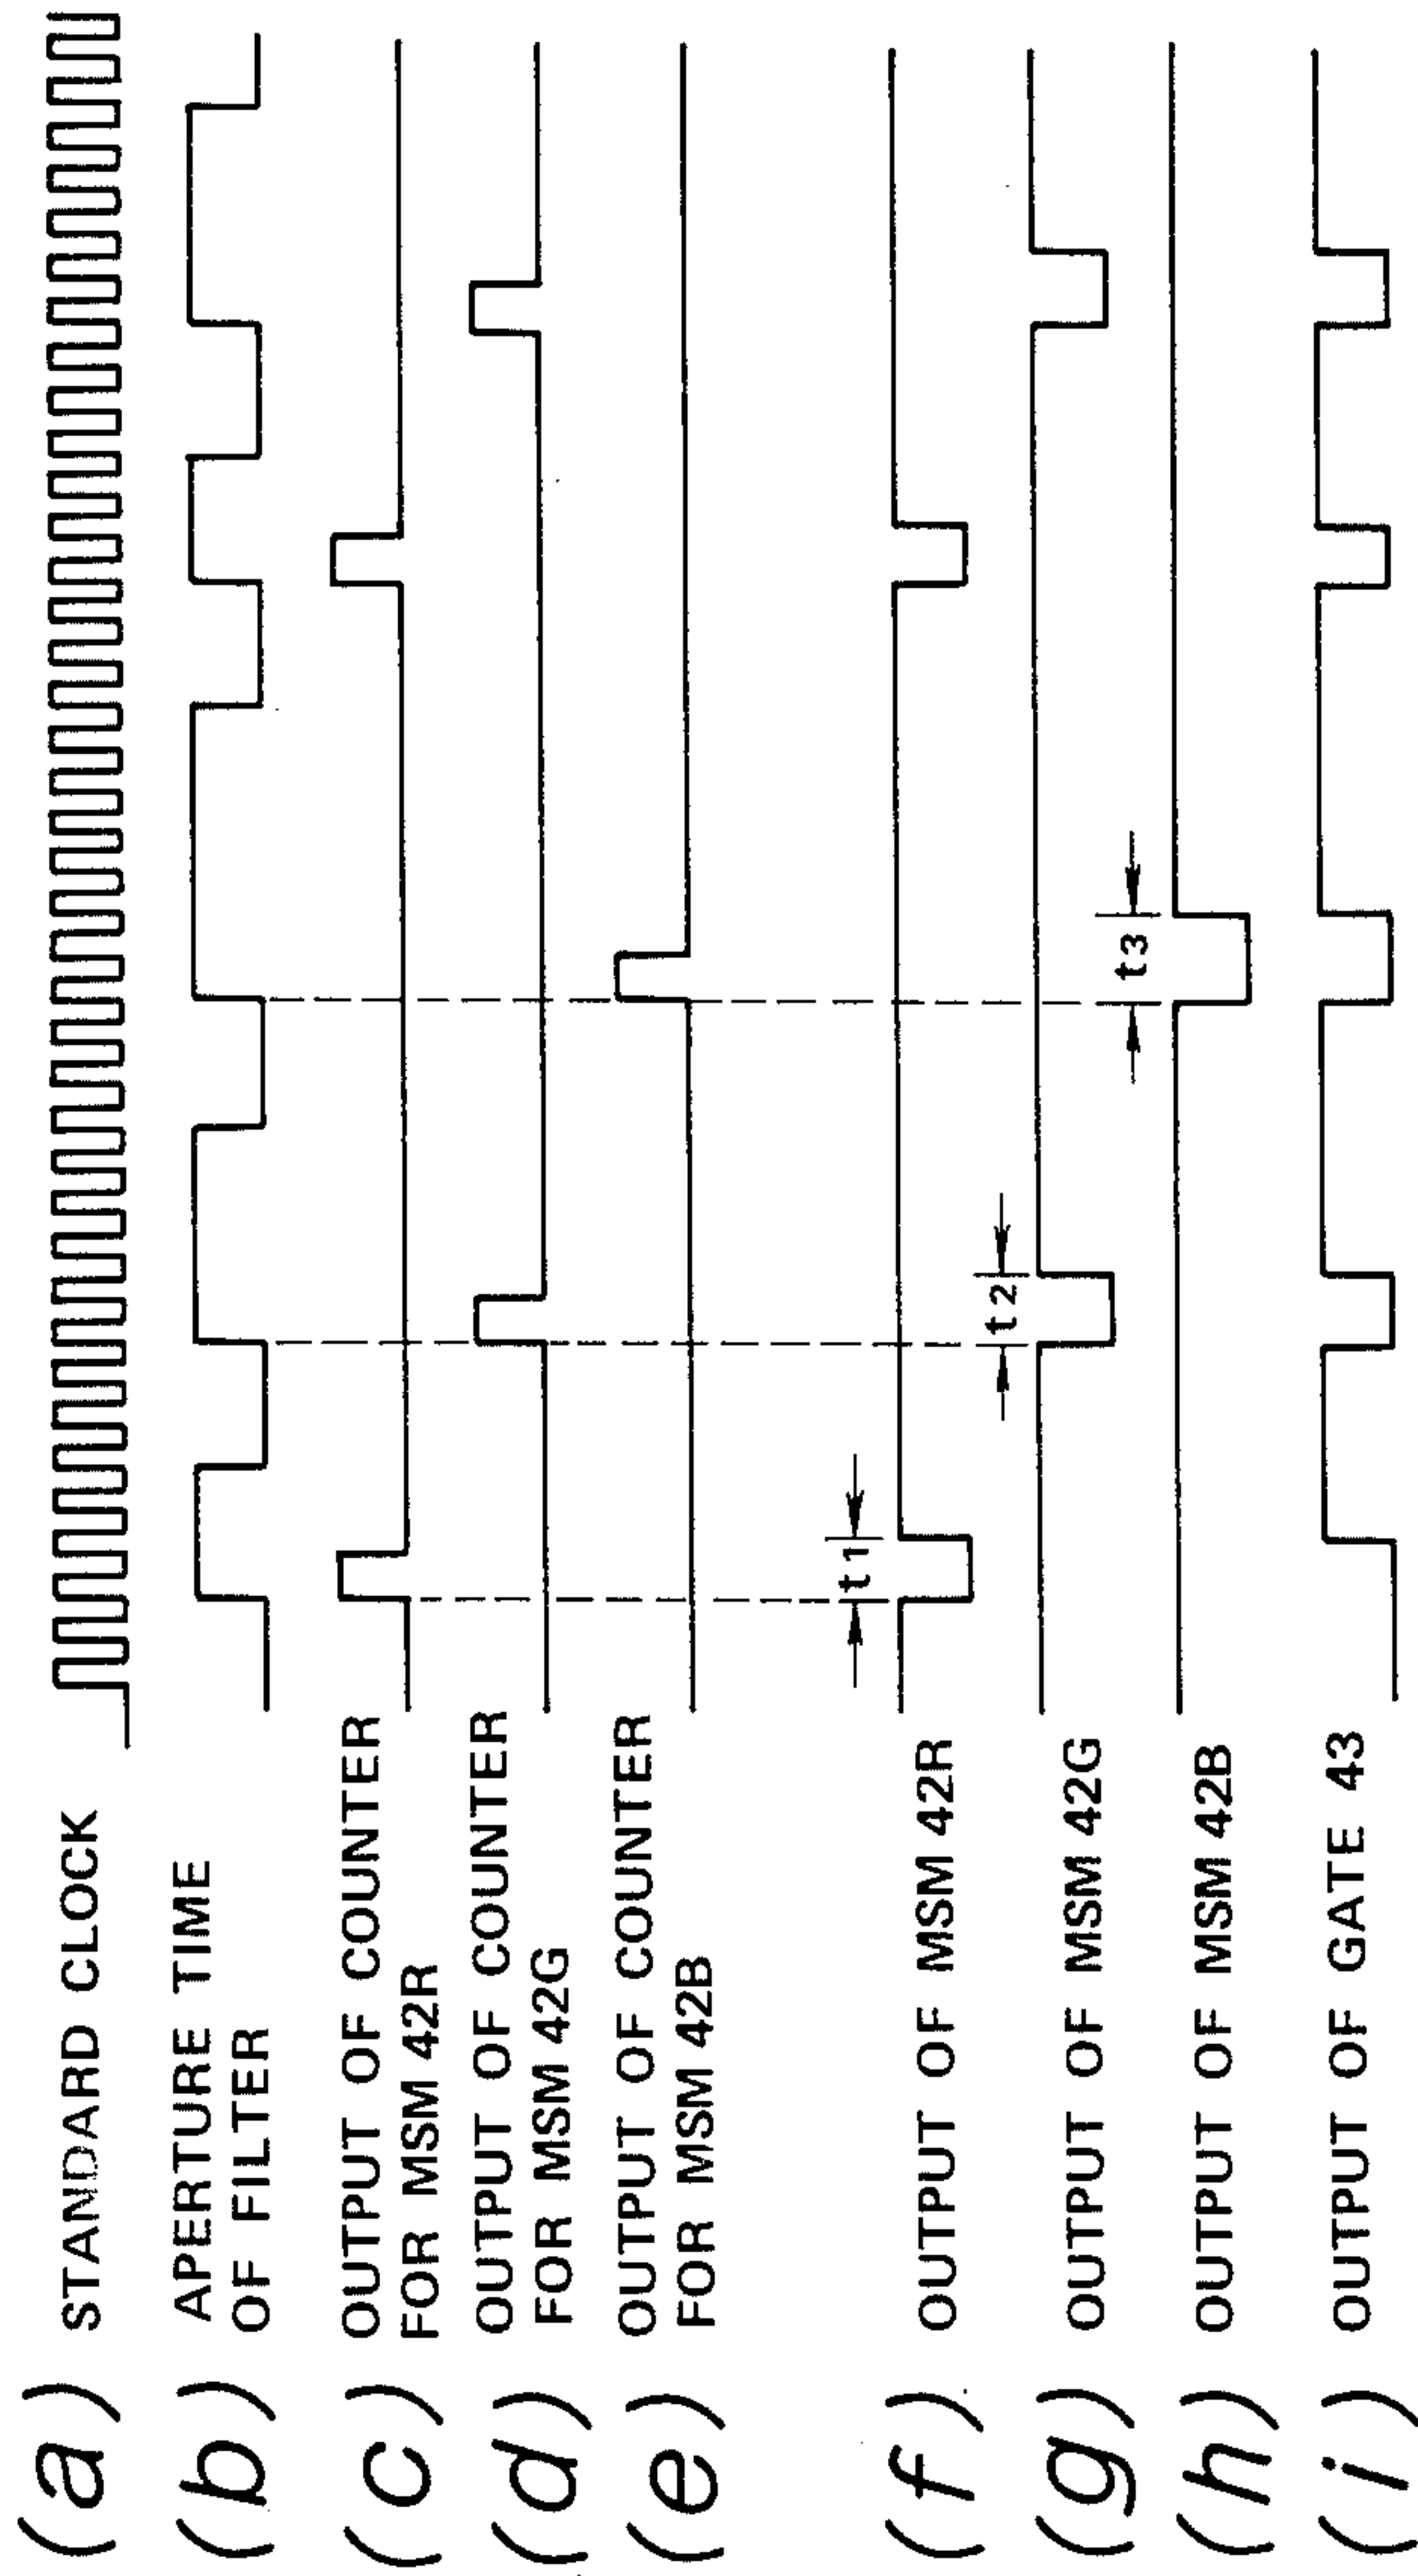 (a) STANDARD CLOCK
(b) APERTURE TIME
OF FILTER
(c) OUTPUT OF COUNTER
FOR MSM 42R
(d) OUTPUT OF COUNTER
FOR MSM 42G
(e) OUTPUT OF COUNTER
FOR MSM 42B
(f) OUTPUT OF MSM 42R
t1
(g) OUTPUT OF MSM 42G
t2
(h) OUTPUT OF MSM 42B
t3
(i) OUTPUT OF GATE 43